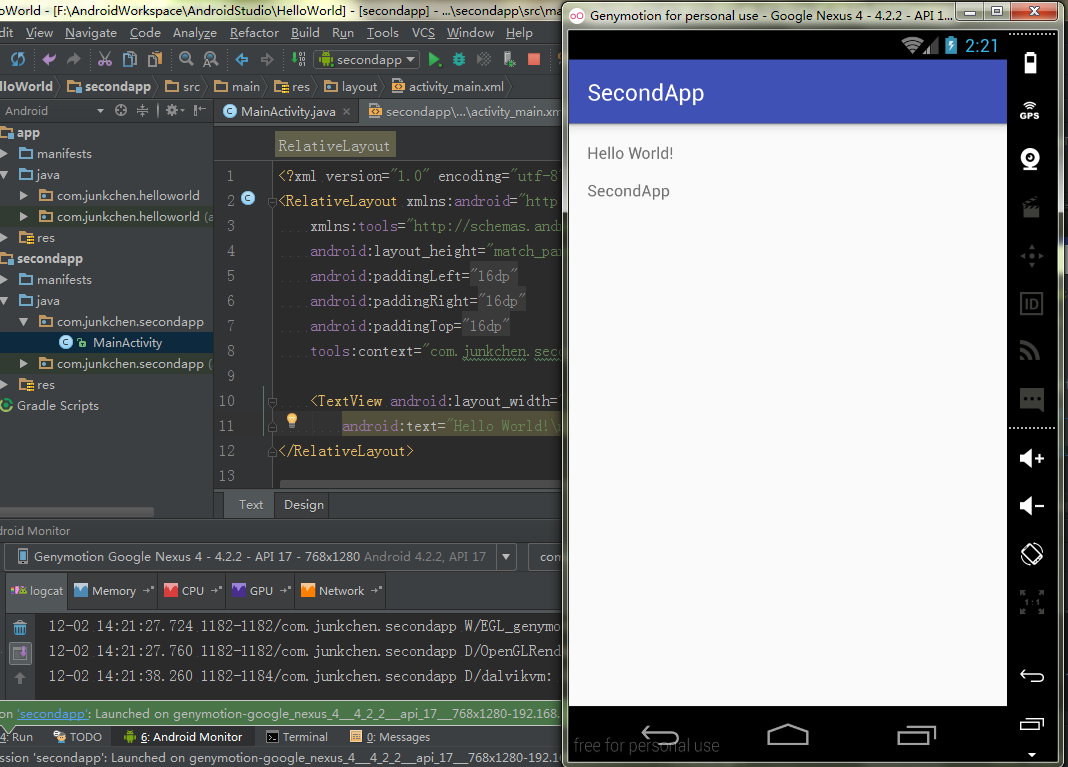 loWorld - [F:\AndroidWorkspace\AndroidStudio\HelloWorld] - [secondapp] - ...\secondapp\src\ma
dit View Navigate Code Analyze Refactor Build Run Tools VCS Window Help
secondapp
lloWorld secondapp src main res layout activity_main.xml
Android
MainActivity.java
secondapp\...\activity_main.xm
app
manifests
java
com.junkchen.helloworld
com.junkchen.helloworld (a
res
secondapp
manifests
java
com.junkchen.secondapp
MainActivity
com.junkchen.secondapp (
res
Gradle Scripts
RelativeLayout
1 <?xml version="1.0" encoding="utf-8
2 <RelativeLayout xmlns:android="http
3 xmlns:tools="http://schemas.and
4 android:layout_height="match_pa
5 android:paddingLeft="16dp"
6 android:paddingRight="16dp"
7 android:paddingTop="16dp"
8 tools:context="com.junkchen.seco
9
10 <TextView android:layout_width="
11 android:text="Hello World!\
12 </RelativeLayout>
13
Text Design
droid Monitor
Genymotion Google Nexus 4 - 4.2.2 - API 17 - 768x1280 Android 4.2.2, API 17
com
logcat Memory CPU GPU Network
12-02 14:21:27.724 1182-1182/com.junkchen.secondapp W/EGL_genymo
12-02 14:21:27.760 1182-1182/com.junkchen.secondapp D/OpenGLRend
12-02 14:21:38.260 1182-1184/com.junkchen.secondapp D/dalvikvm:
on 'secondapp': Launched on genymotion-google_nexus_4__4_2_2__api_17__768x1280-192.168.
4: Run TODO 6: Android Monitor Terminal 0: Messages
ssion 'secondapp': Launched on genymotion-google_nexus_4__4_2_2__api_17__768x1280-192.1
Genymotion for personal use - Google Nexus 4 - 4.2.2 - API 1...
2:21
SecondApp
Hello World!
SecondApp
free for personal use
GPS
ID
1:1